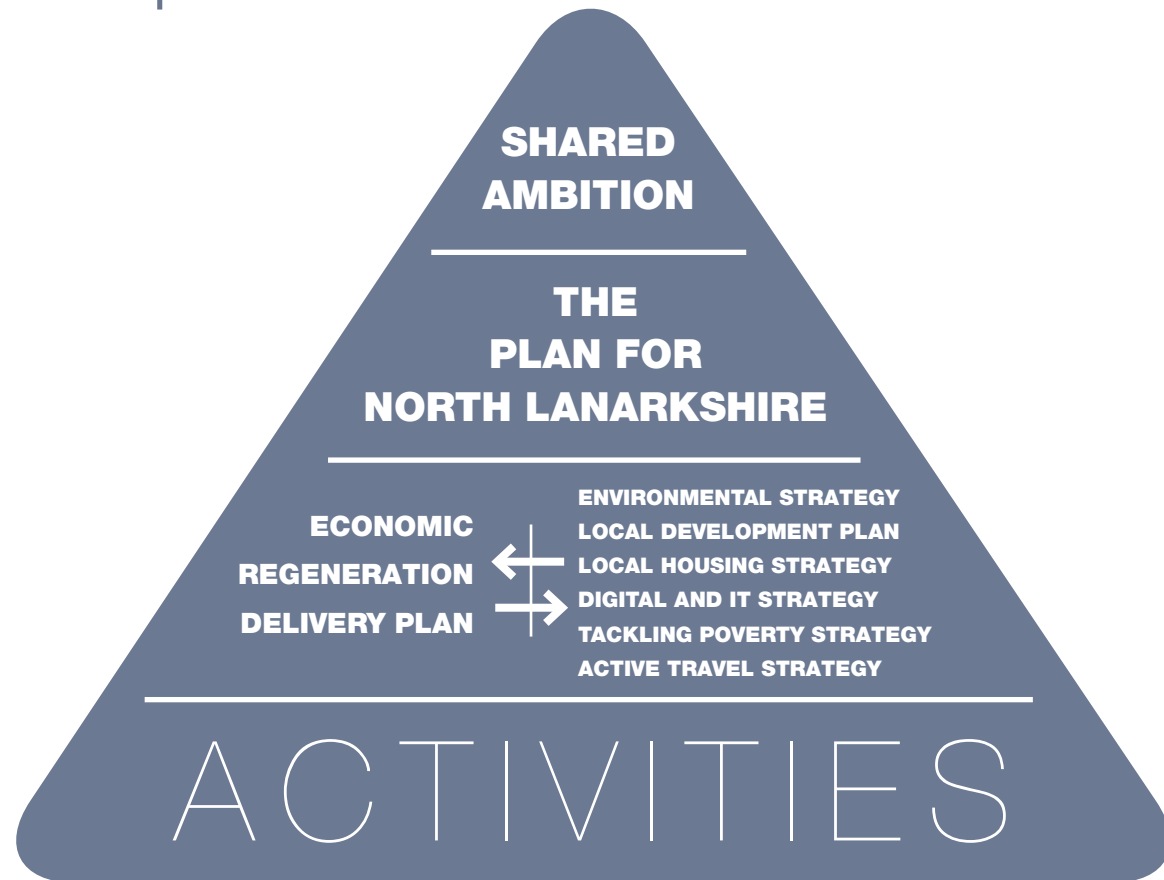 SHARED
AMBITION
THE
PLAN FOR
NORTH LANARKSHIRE
ECONOMIC
REGENERATION
DELIVERY PLAN
ENVIRONMENTAL STRATEGY
LOCAL DEVELOPMENT PLAN
LOCAL HOUSING STRATEGY
DIGITAL AND IT STRATEGY
TACKLING POVERTY STRATEGY
ACTIVE TRAVEL STRATEGY
ACTIVITIES